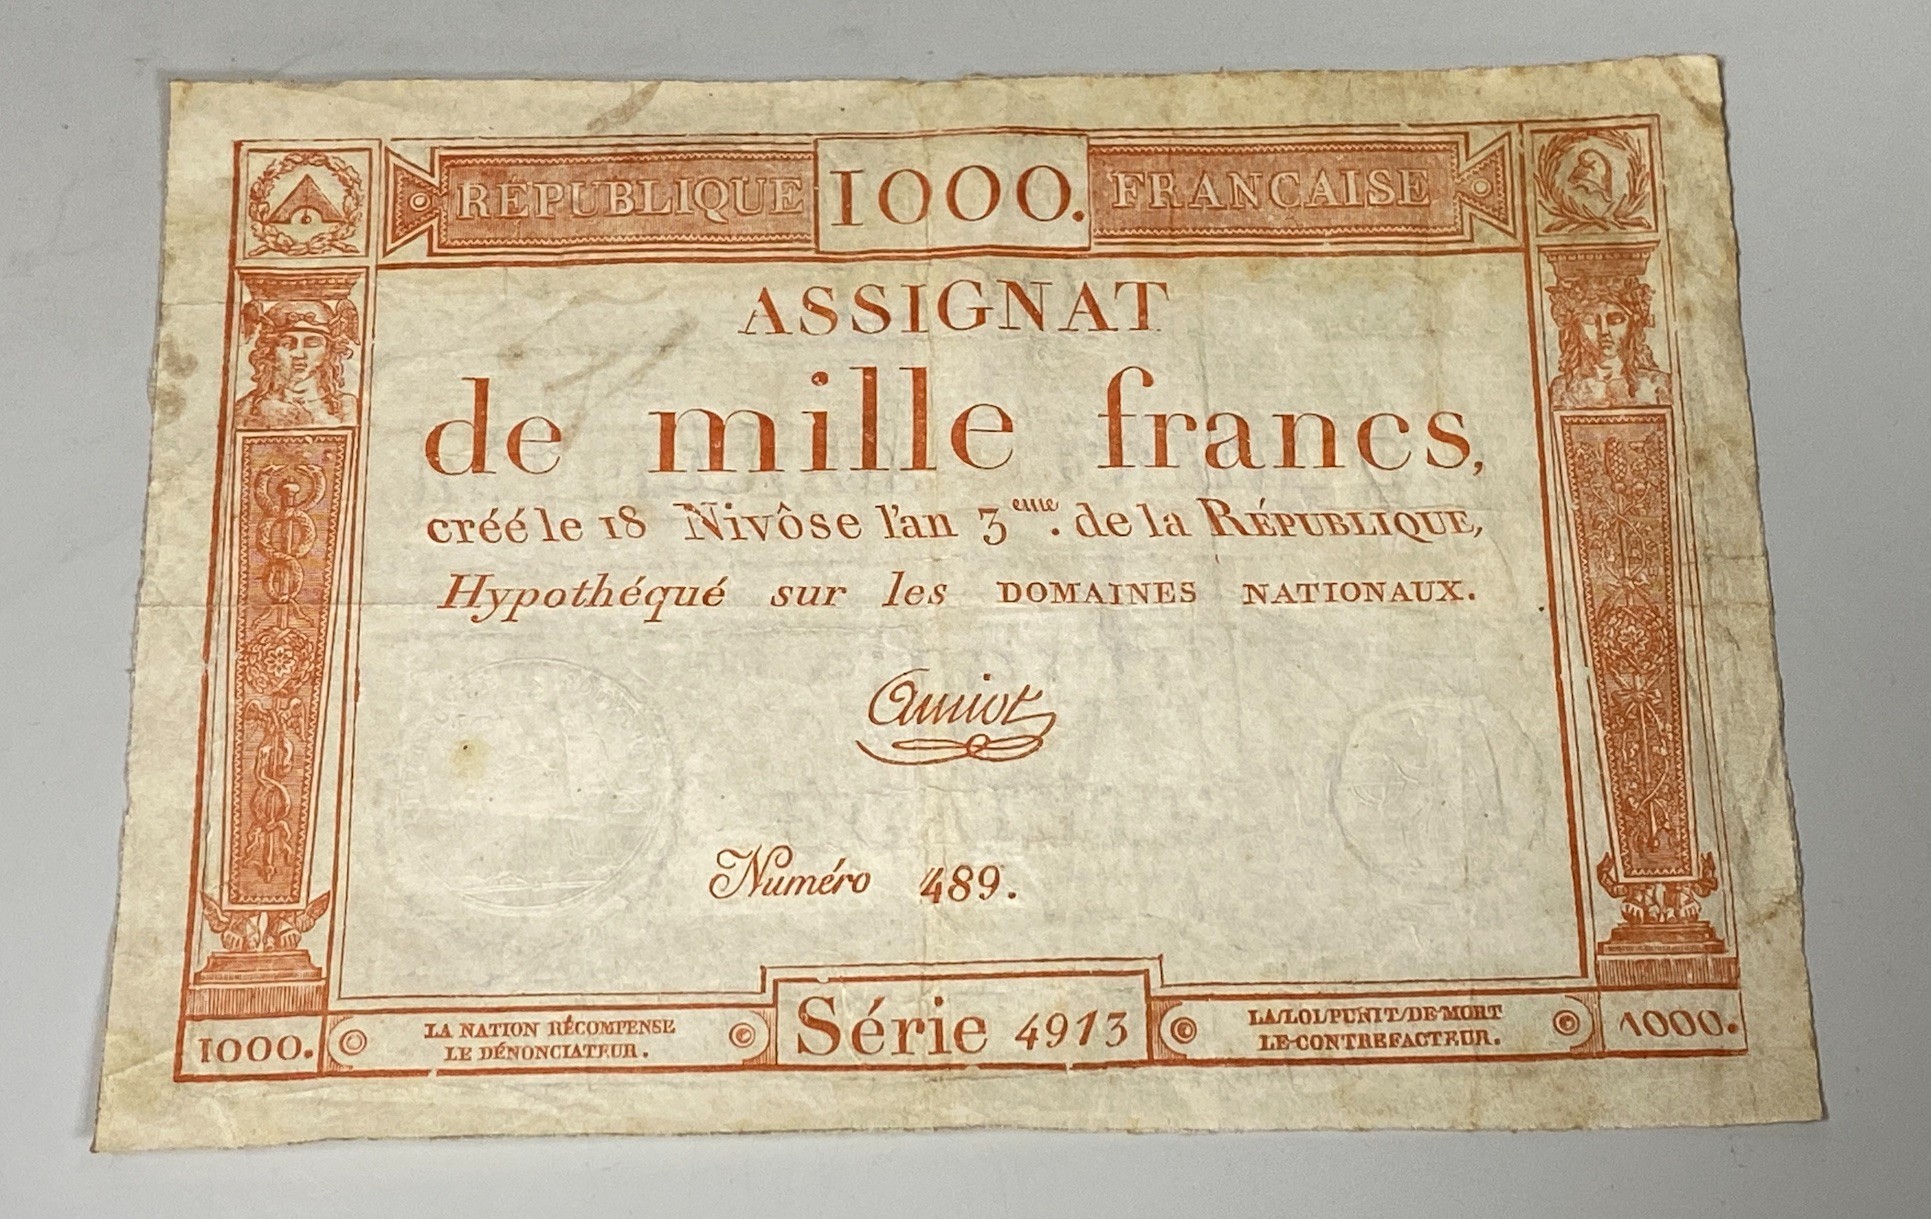 RÉPUBLIQUE 1000. FRANÇAISE
ASSIGNAT
de mille francs,
créé le 18 Nivôse l'an 3eme. de la RÉPUBLIQUE,
Hypothéqué sur les DOMAINES NATIONAUX.
Amiot
Numéro 489.
1000.
LA NATION RÉCOMPENSE
LE DÉNONCIATEUR.
Série 4913
LA LOI PUNIT DE MORT
LE CONTREFACTEUR.
1000.